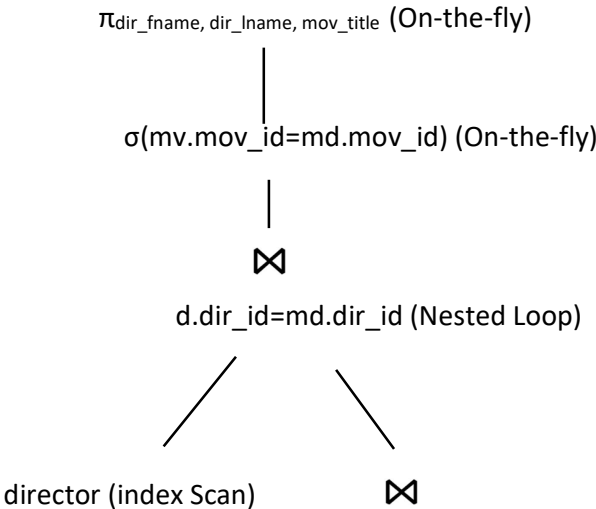 πdir_fname, dir_lname, mov_title (On-the-fly)
σ(mv.mov_id=md.mov_id) (On-the-fly)
⋈
d.dir_id=md.dir_id (Nested Loop)
director (index Scan) ⋈